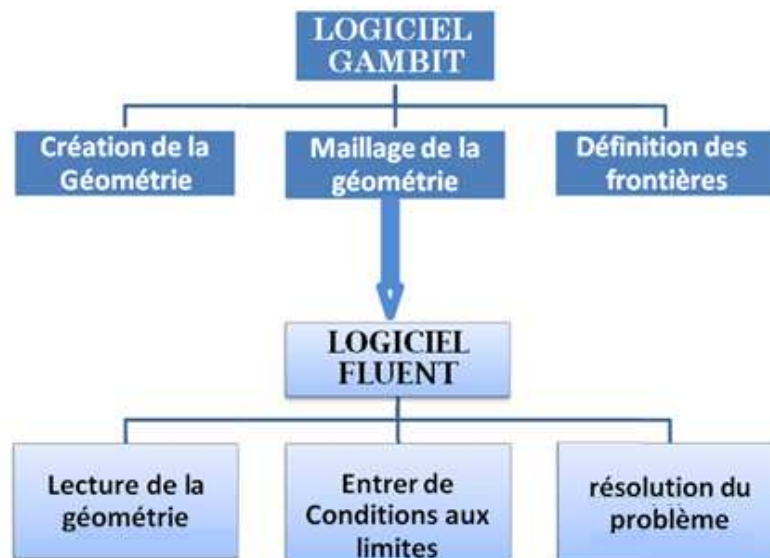 LOGICIEL
GAMBIT
Création de la
Géométrie
Maillage de la
géométrie
Définition des
frontières
LOGICIEL
FLUENT
Lecture de la
géométrie
Entrer de
Conditions aux
limites
résolution du
problème